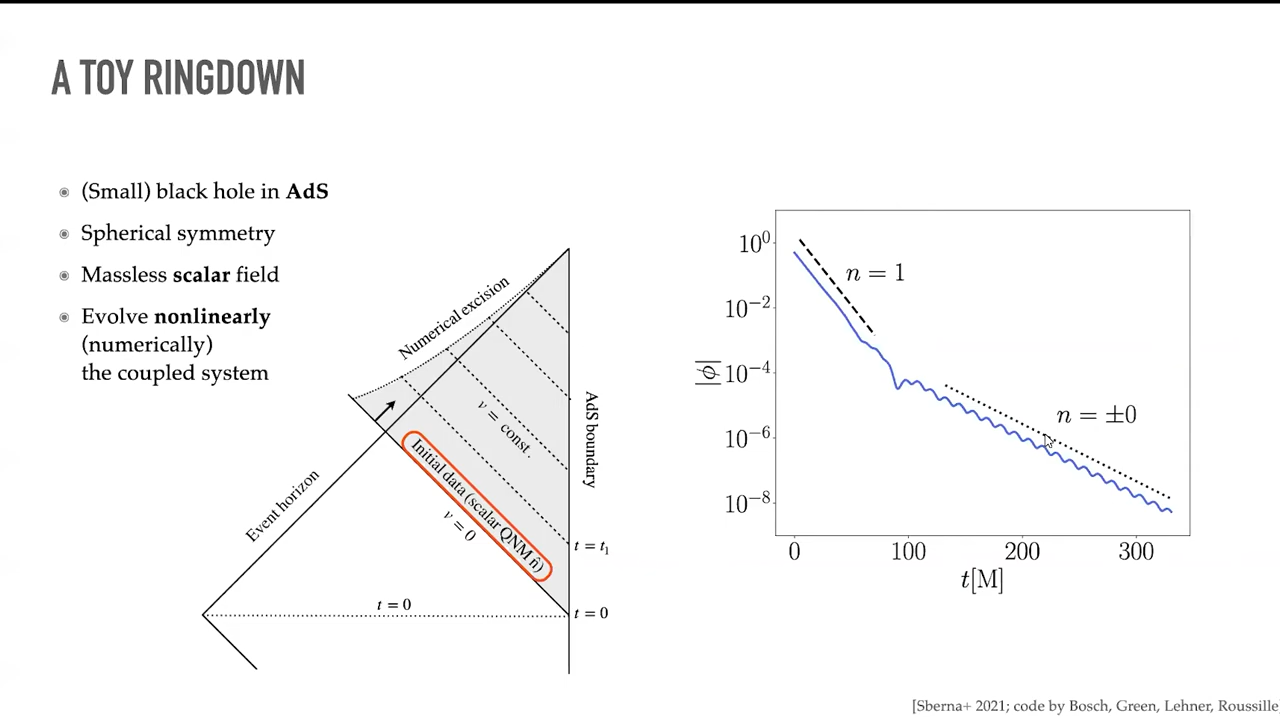 A TOY RINGDOWN
(Small) black hole in AdS
Spherical symmetry
Massless scalar field
Evolve nonlinearly
(numerically)
the coupled system
Numerical excision
Event horizon
v = const.
Initial data (scalar QNM n̂)
v = 0
AdS boundary
t = t₁
t = 0
t = 0
|ϕ|
10⁰
10⁻²
10⁻⁴
10⁻⁶
10⁻⁸
n = 1
n = ±0
0 100 200 300
t[M]
[Sberna+ 2021; code by Bosch, Green, Lehner, Roussille